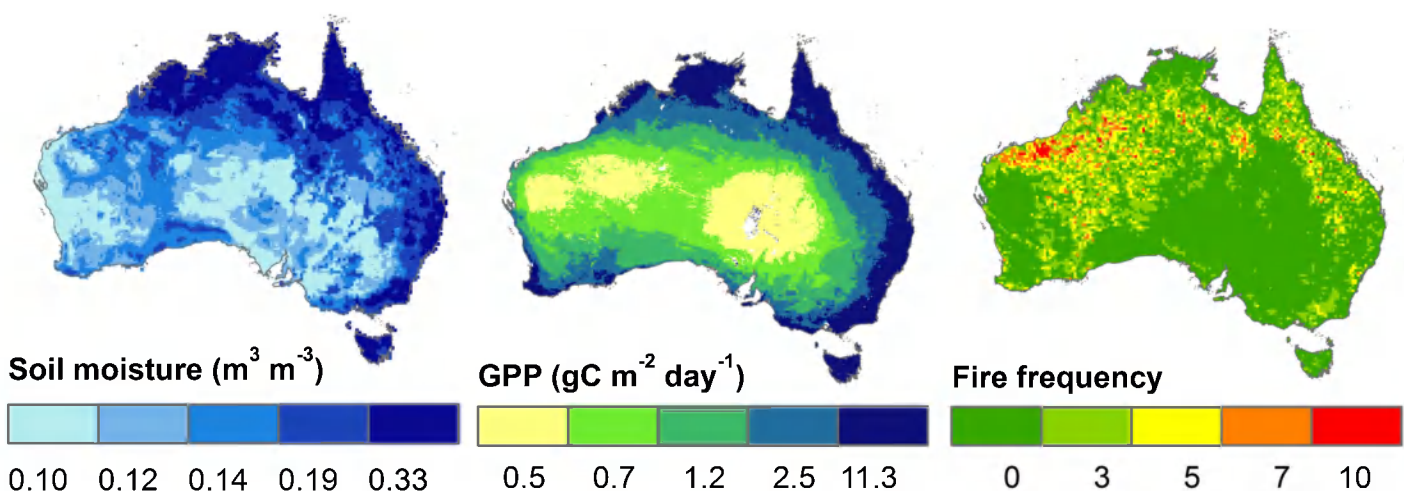 Soil moisture (m³ m⁻³)
0.10 0.12 0.14 0.19 0.33
GPP (gC m⁻² day⁻¹)
0.5 0.7 1.2 2.5 11.3
Fire frequency
0 3 5 7 10